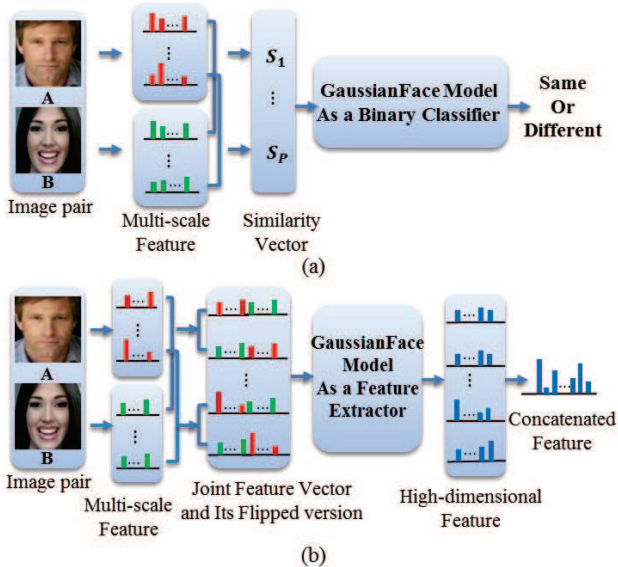 A
B
Image pair
Multi-scale
Feature
S1
⋮
SP
Similarity
Vector
GaussianFace Model
As a Binary Classifier
Same
Or
Different
(a)
A
B
Image pair
Multi-scale
Feature
Joint Feature Vector
and Its Flipped version
GaussianFace
Model
As a Feature
Extractor
High-dimensional
Feature
Concatenated
Feature
(b)